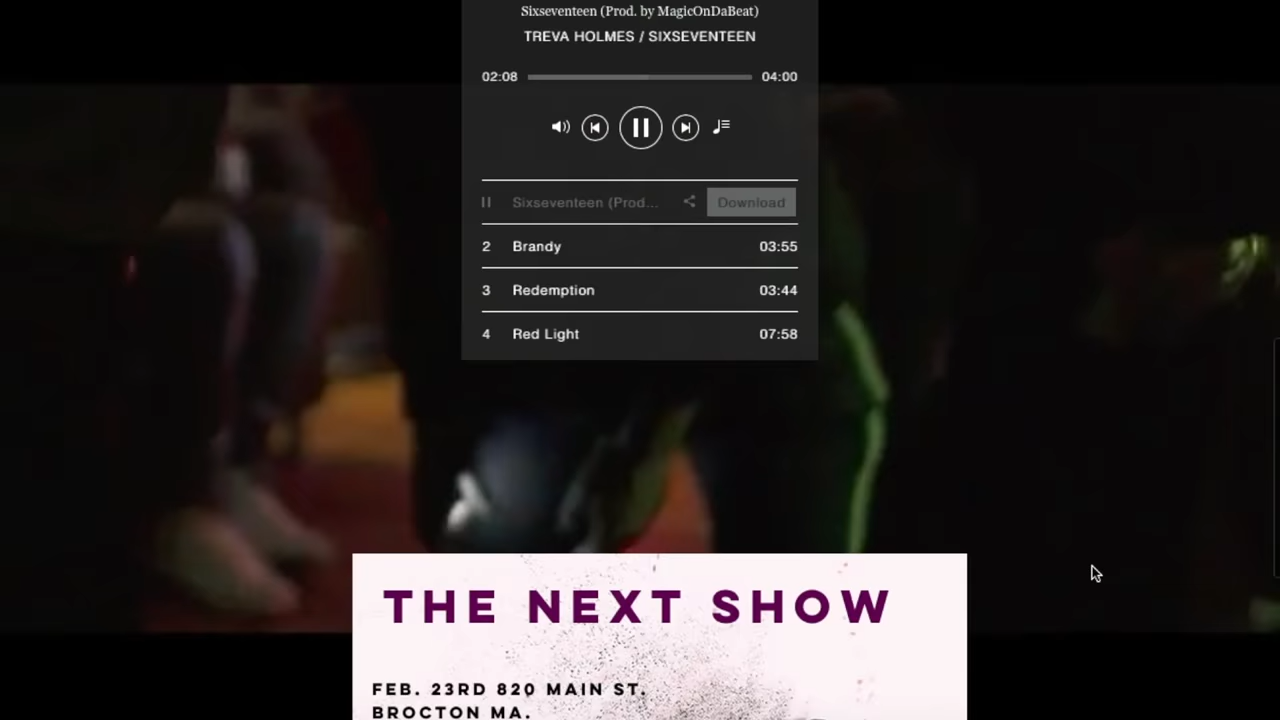 Sixseventeen (Prod. by MagicOnDaBeat)
TREVA HOLMES / SIXSEVENTEEN
02:08 04:00
Sixseventeen (Prod... Download
2 Brandy 03:55
3 Redemption 03:44
4 Red Light 07:58
THE NEXT SHOW
FEB. 23RD 820 MAIN ST.
BROCTON MA.